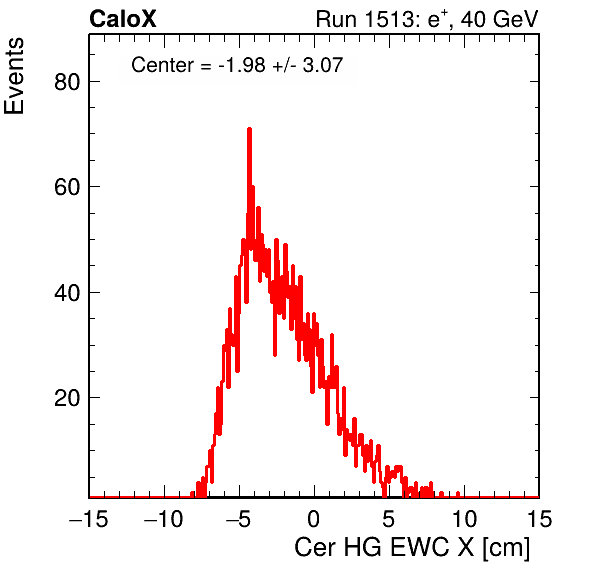 CaloX Run 1513: e⁺, 40 GeV
Center = -1.98 +/- 3.07
Events
80
60
40
20
−15 −10 −5 0 5 10 15
Cer HG EWC X [cm]